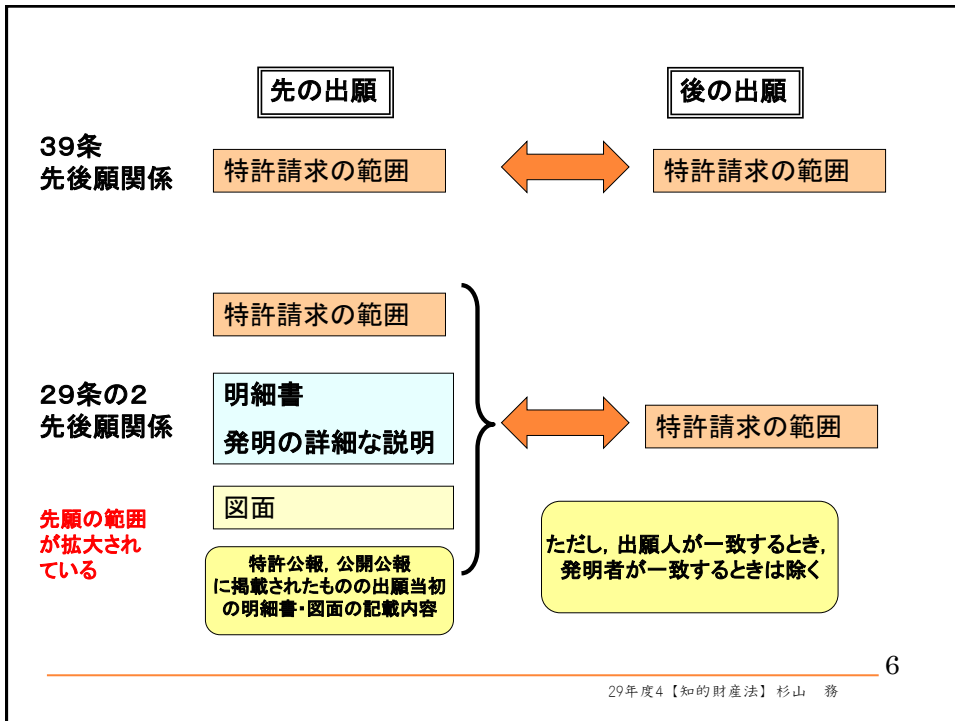 先の出願
後の出願
39条
先後願関係
特許請求の範囲
特許請求の範囲
特許請求の範囲
29条の2
先後願関係
明細書
発明の詳細な説明
特許請求の範囲
先願の範囲
が拡大され
ている
図面
特許公報,公開公報
に掲載されたものの出願当初
の明細書・図面の記載内容
ただし,出願人が一致するとき,
発明者が一致するときは除く
6
29年度4【知的財産法】杉山 務